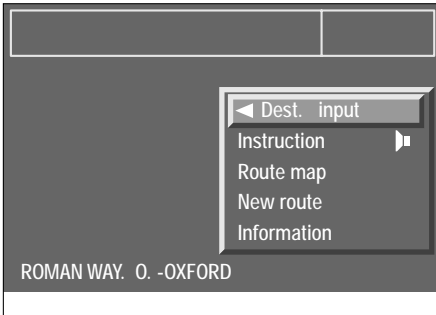 Dest. input
Instruction
Route map
New route
Information
ROMAN WAY. O. -OXFORD